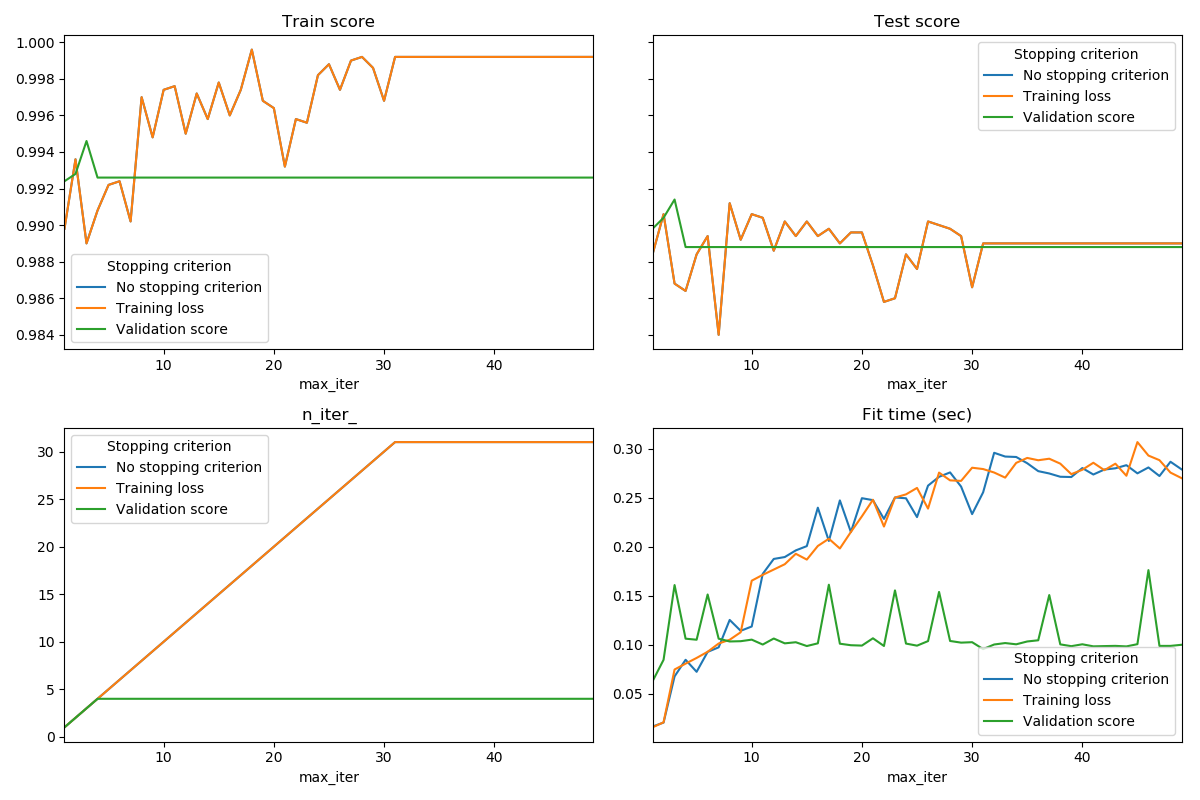 Train score
1.000
0.998
0.996
0.994
0.992
0.990
0.988
0.986
0.984
Stopping criterion
No stopping criterion
Training loss
Validation score
10
20
30
40
max_iter
Test score
Stopping criterion
No stopping criterion
Training loss
Validation score
10
20
30
40
max_iter
n_iter_
30
25
20
15
10
5
0
Stopping criterion
No stopping criterion
Training loss
Validation score
10
20
30
40
max_iter
Fit time (sec)
0.30
0.25
0.20
0.15
0.10
0.05
Stopping criterion
No stopping criterion
Training loss
Validation score
10
20
30
40
max_iter